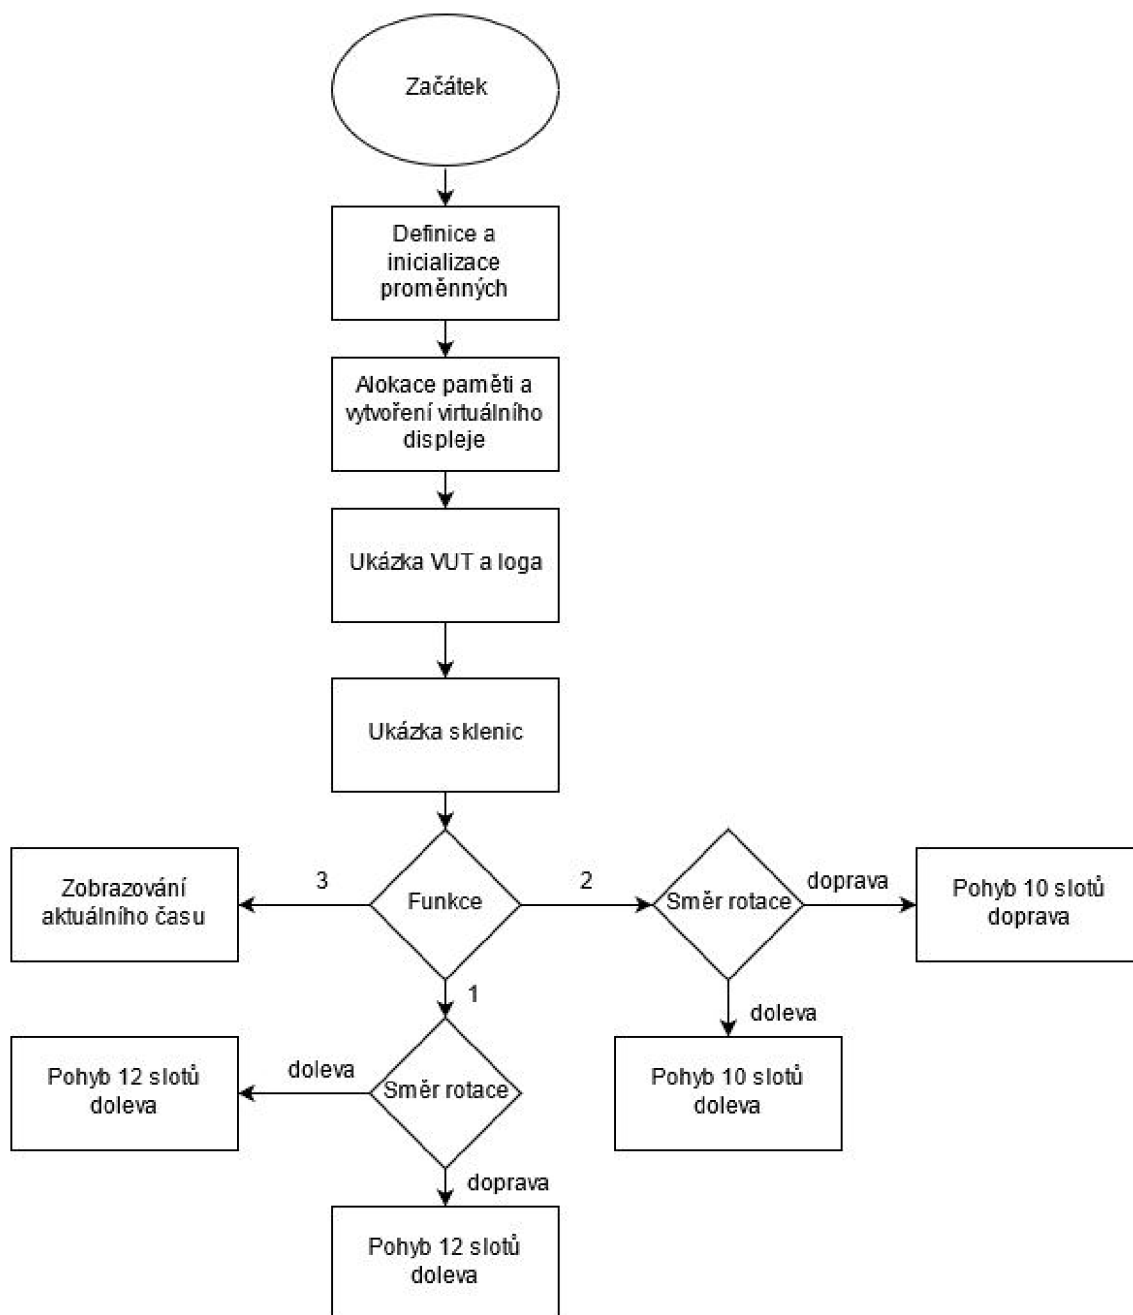 Začátek
Definice a
inicializace
proměnných
Alokace paměti a
vytvoření virtuálního
displeje
Ukázka VUT a loga
Ukázka sklenic
Zobrazování
aktuálního času
3
Funkce
2
Směr rotace
doprava
Pohyb 10 slotů
doprava
1
doleva
Pohyb 10 slotů
doleva
Pohyb 12 slotů
doleva
doleva
Směr rotace
doprava
Pohyb 12 slotů
doleva